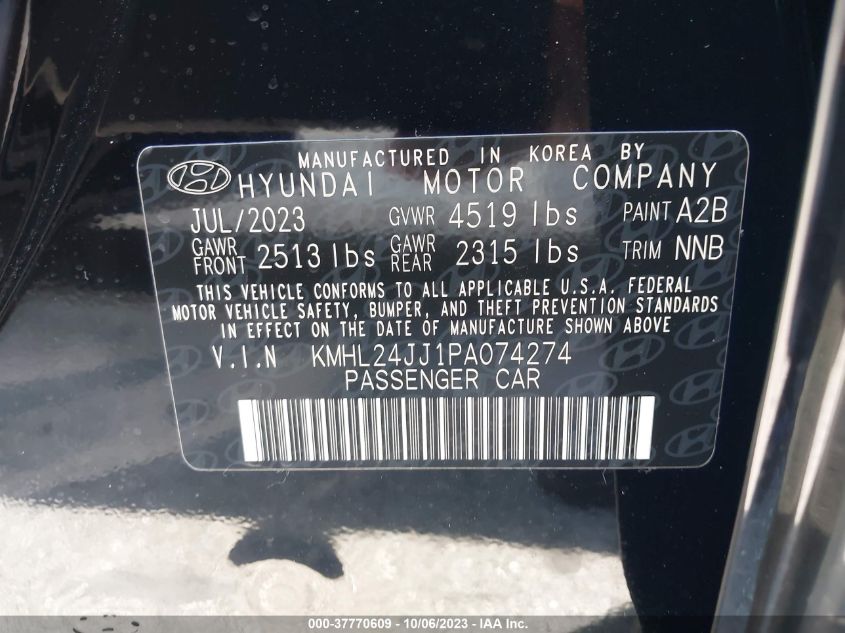 MANUFACTURED IN KOREA BY
HYUNDAI MOTOR COMPANY
JUL/2023 GVWR 4519 lbs PAINT A2B
GAWR FRONT 2513 lbs GAWR REAR 2315 lbs TRIM NNB
THIS VEHICLE CONFORMS TO ALL APPLICABLE U.S.A. FEDERAL
MOTOR VEHICLE SAFETY, BUMPER, AND THEFT PREVENTION STANDARDS
IN EFFECT ON THE DATE OF MANUFACTURE SHOWN ABOVE
V.I.N KMHL24JJ1PA074274
PASSENGER CAR
000-37770609 - 10/06/2023 - IAA Inc.